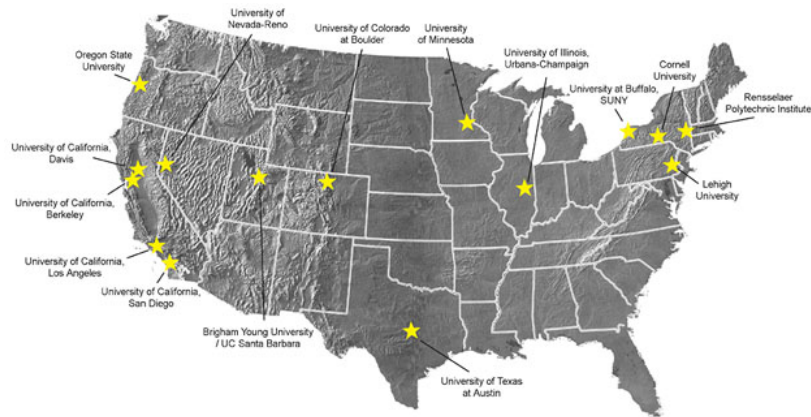 University of
Nevada-Reno
University of Colorado
at Boulder
University
of Minnesota
University of Illinois,
Urbana-Champaign
Cornell
University
Oregon State
University
University at Buffalo,
SUNY
Rensselaer
Polytechnic Institute
University of California,
Davis
University of California,
Berkeley
Lehigh
University
University of California,
Los Angeles
University of California,
San Diego
Brigham Young University
/ UC Santa Barbara
University of Texas
at Austin